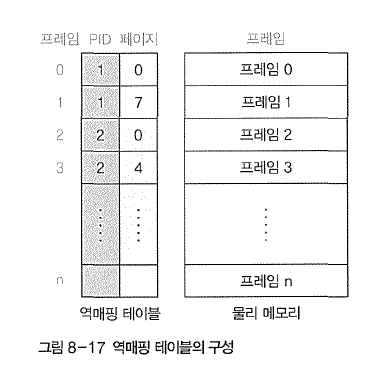 프레임 PID 페이지 프레임
0 1 0 프레임 0
1 1 7 프레임 1
2 2 0 프레임 2
3 2 4 프레임 3
n 프레임 n
역매핑 테이블 물리 메모리
그림 8-17 역매핑 테이블의 구성